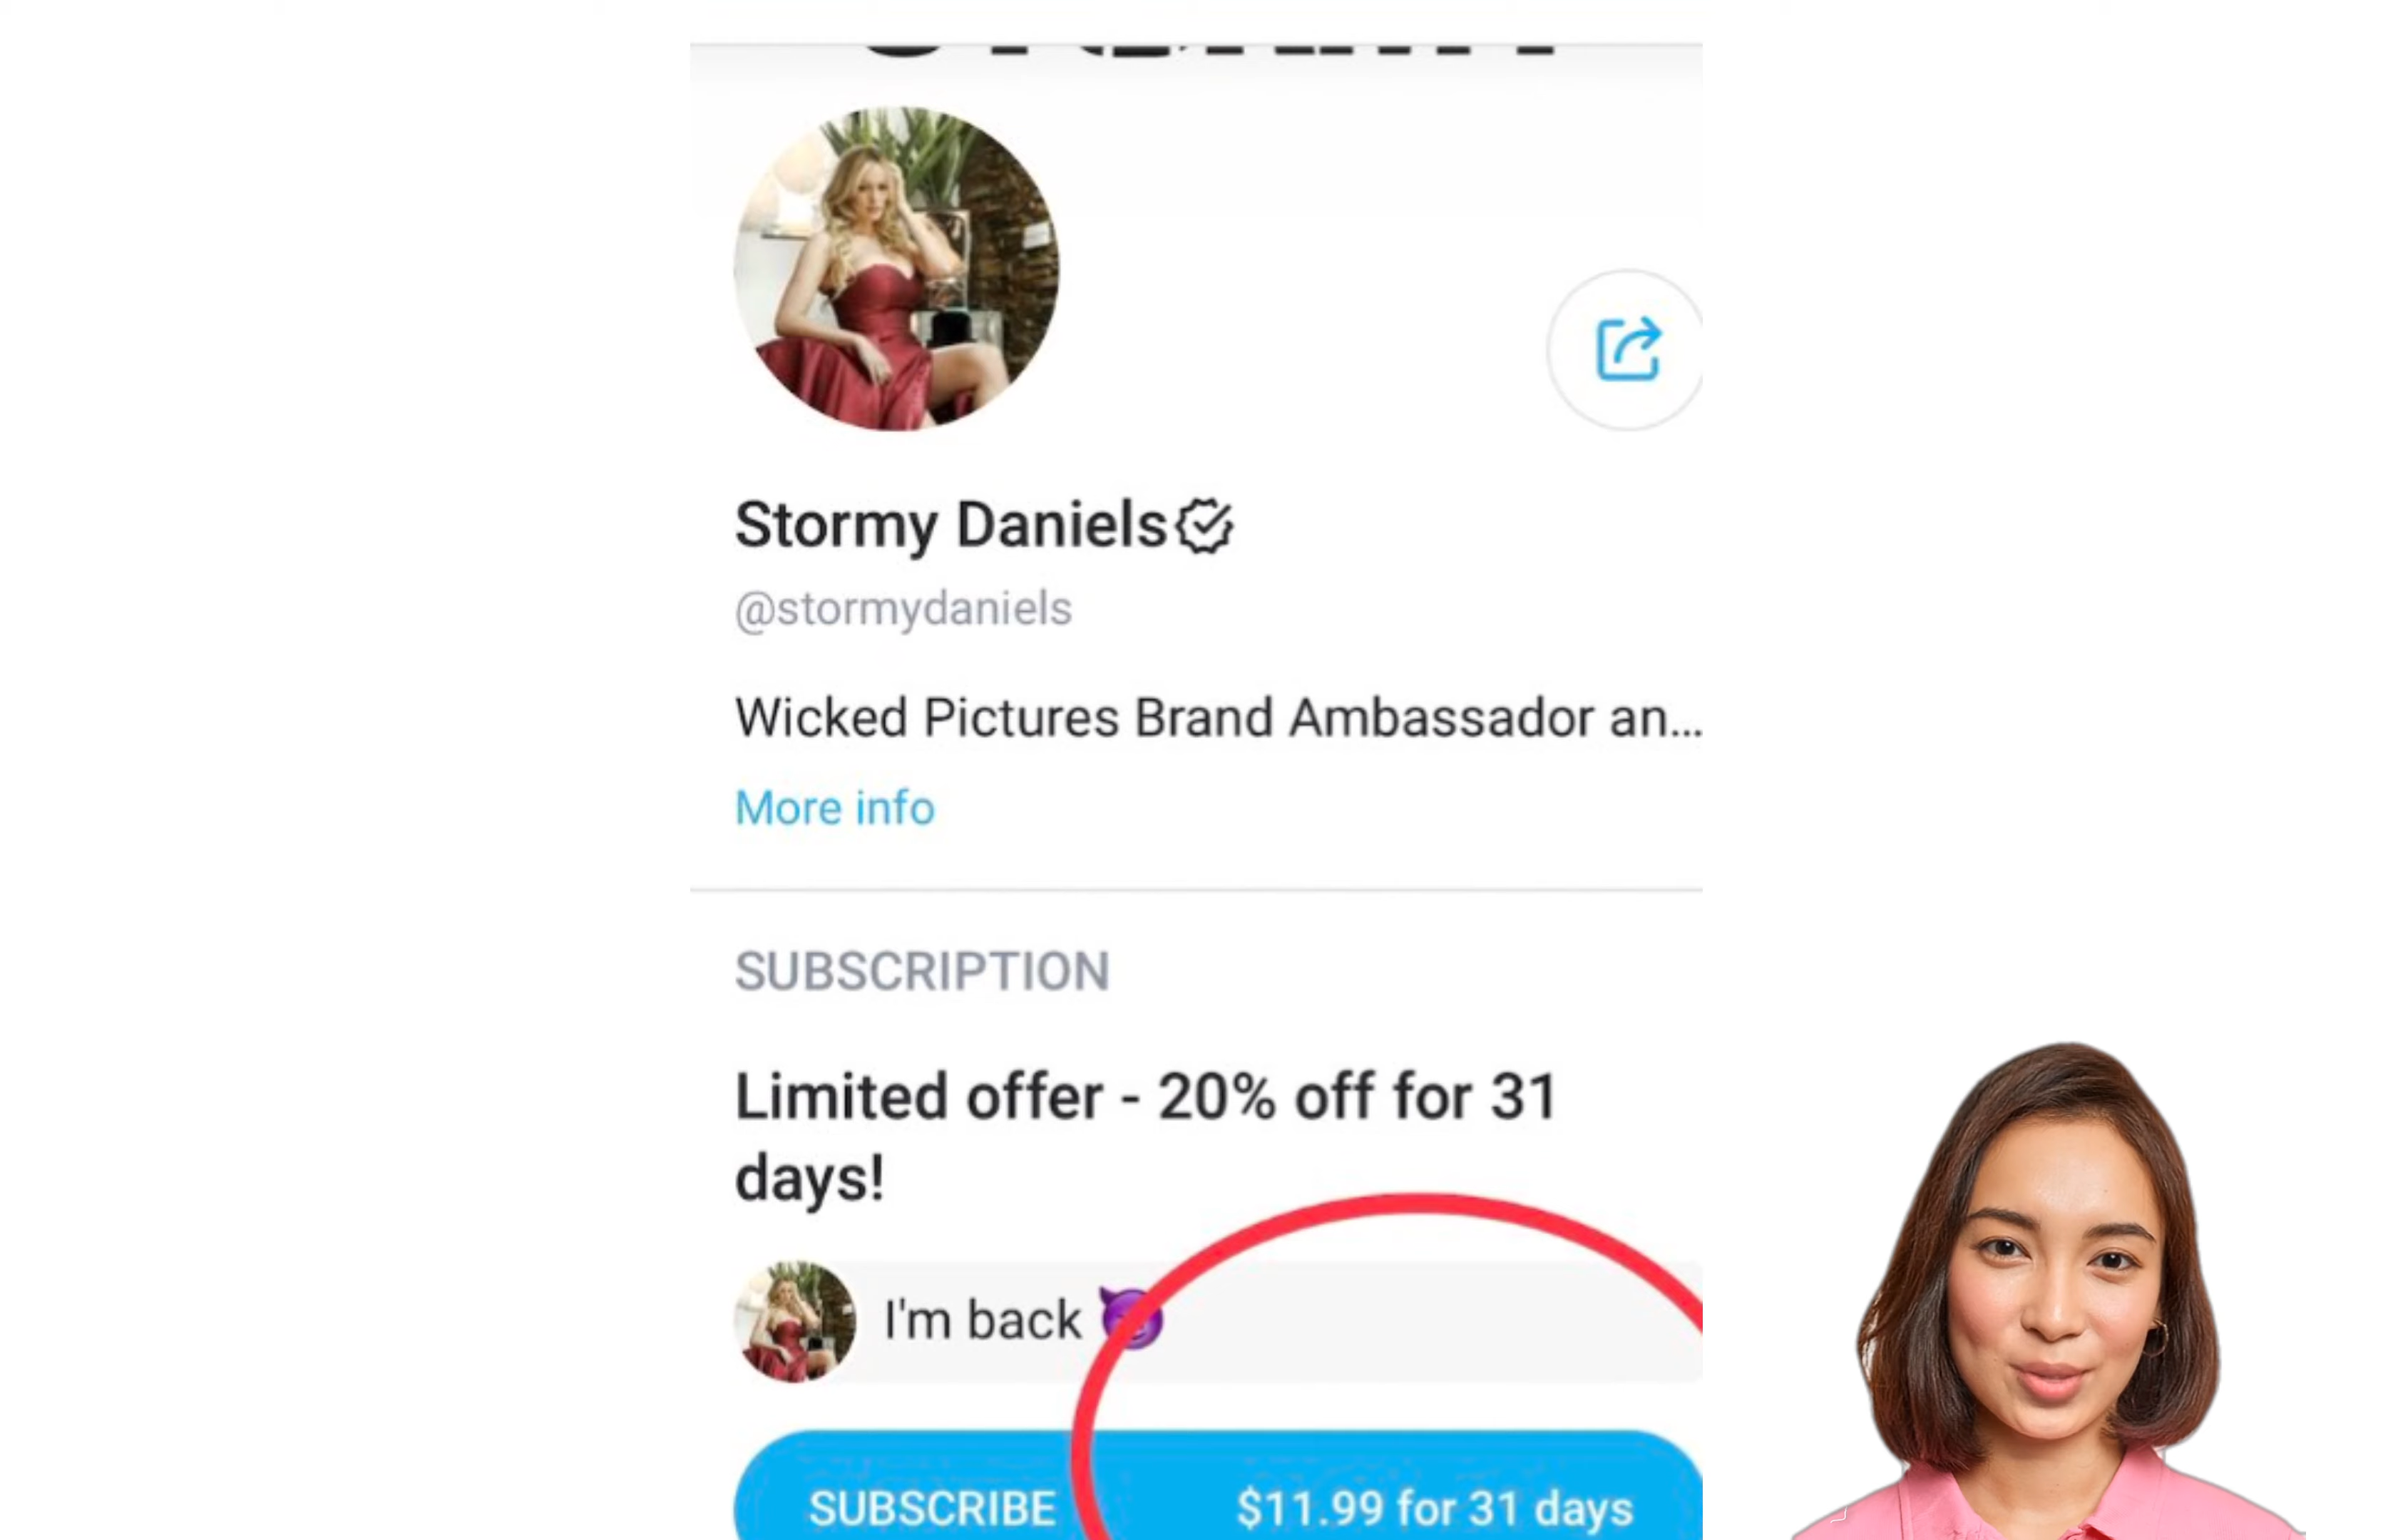 Stormy Daniels
@stormydaniels
Wicked Pictures Brand Ambassador an...
More info
SUBSCRIPTION
Limited offer - 20% off for 31
days!
I'm back 😈
SUBSCRIBE $11.99 for 31 days